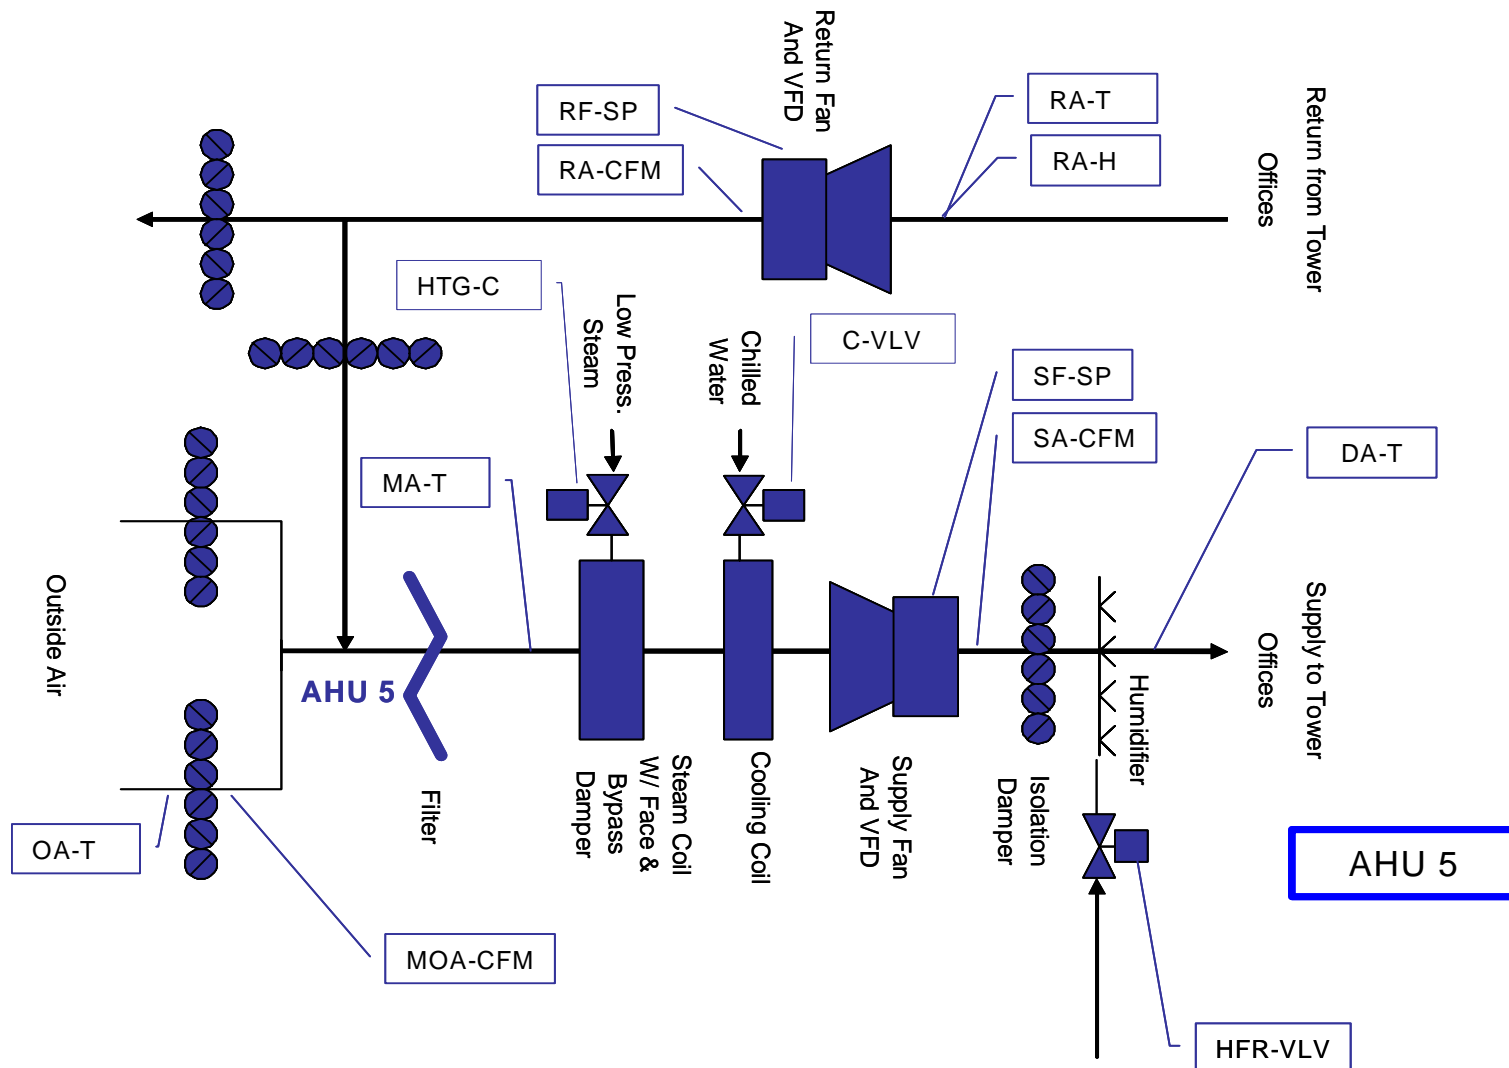 Return Fan
And VFD
RF-SP
RA-CFM
RA-T
RA-H
Return from Tower
Offices
HTG-C
Low Press.
Steam
Chilled
Water
C-VLV
SF-SP
SA-CFM
DA-T
MA-T
Outside Air
AHU 5
Filter
Steam Coil
W/ Face &
Bypass
Damper
Cooling Coil
Supply Fan
And VFD
Isolation
Damper
Humidifier
Supply to Tower
Offices
OA-T
MOA-CFM
AHU 5
HFR-VLV